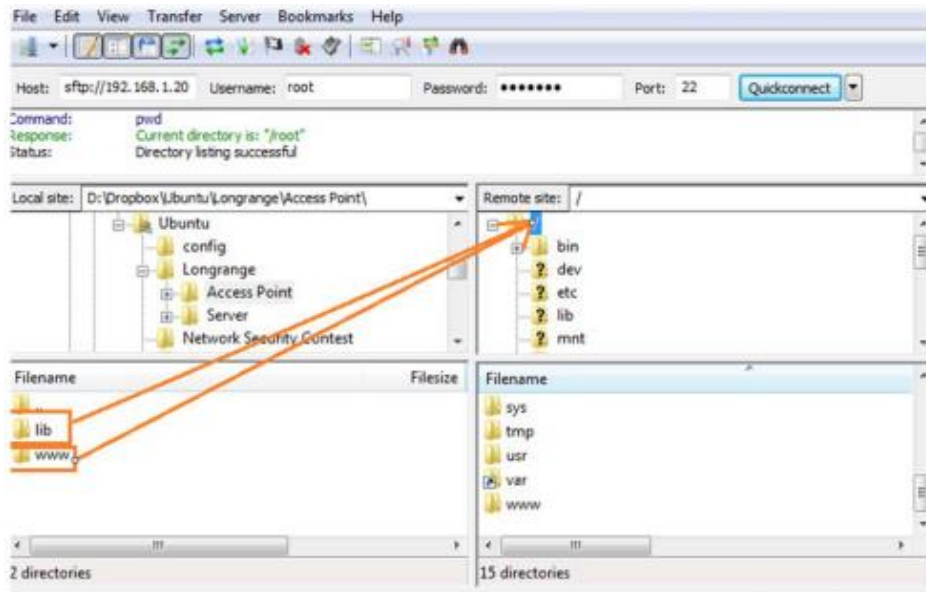 File Edit View Transfer Server Bookmarks Help
Host: sftp://192.168.1.20 Username: root Password: ••••••• Port: 22 Quickconnect
Command: pwd
Response: Current directory is: "/root"
Status: Directory listing successful
Local site: D:\Dropbox\Ubuntu\Longrange\Access Point\
Ubuntu
config
Longrange
Access Point
Server
Network Security Contest
Remote site: /
/
bin
dev
etc
lib
mnt
Filename Filesize
..
lib
www
2 directories
Filename
sys
tmp
usr
var
www
15 directories